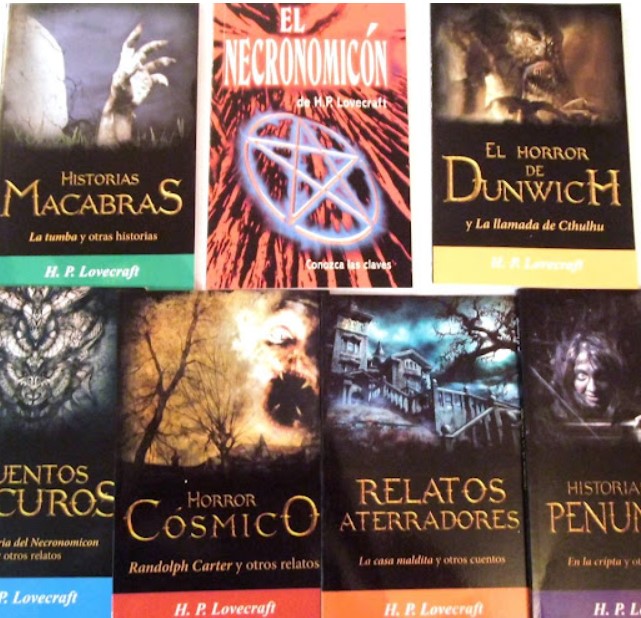 HISTORIAS
MACABRAS
La tumba y otras historias
H. P. Lovecraft
EL
NECRONOMICÓN
de H.P. Lovecraft
Conozca las claves
EL HORROR
DE
DUNWICH
y La llamada de Cthulhu
H. P. Lovecraft
UENTOS
CUROS
ria del Necronomicon
otros relatos
P. Lovecraft
HORROR
CÓSMICO
Randolph Carter y otros relatos
H. P. Lovecraft
RELATOS
ATERRADORES
La casa maldita y otros cuentos
H. P. Lovecraft
HISTORIA
PENUM
En la cripta y ot
H. P. L